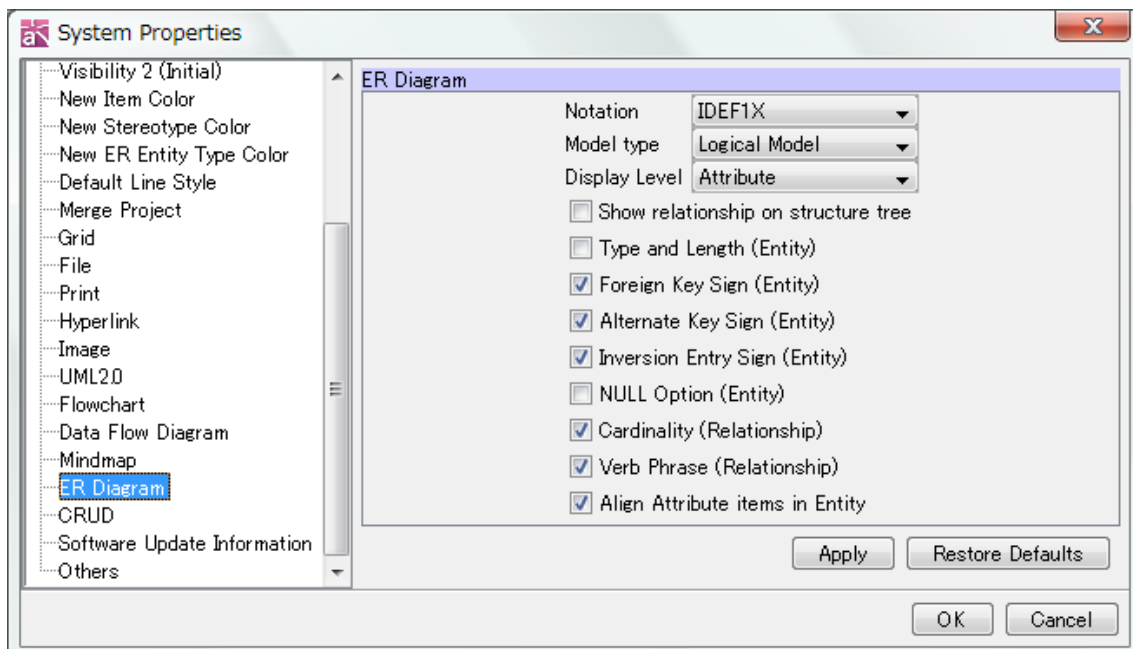 System Properties
Visibility 2 (Initial)
New Item Color
New Stereotype Color
New ER Entity Type Color
Default Line Style
Merge Project
Grid
File
Print
Hyperlink
Image
UML2.0
Flowchart
Data Flow Diagram
Mindmap
ER Diagram
CRUD
Software Update Information
Others
ER Diagram
Notation IDEF1X
Model type Logical Model
Display Level Attribute
Show relationship on structure tree
Type and Length (Entity)
Foreign Key Sign (Entity)
Alternate Key Sign (Entity)
Inversion Entry Sign (Entity)
NULL Option (Entity)
Cardinality (Relationship)
Verb Phrase (Relationship)
Align Attribute items in Entity
Apply Restore Defaults
OK Cancel